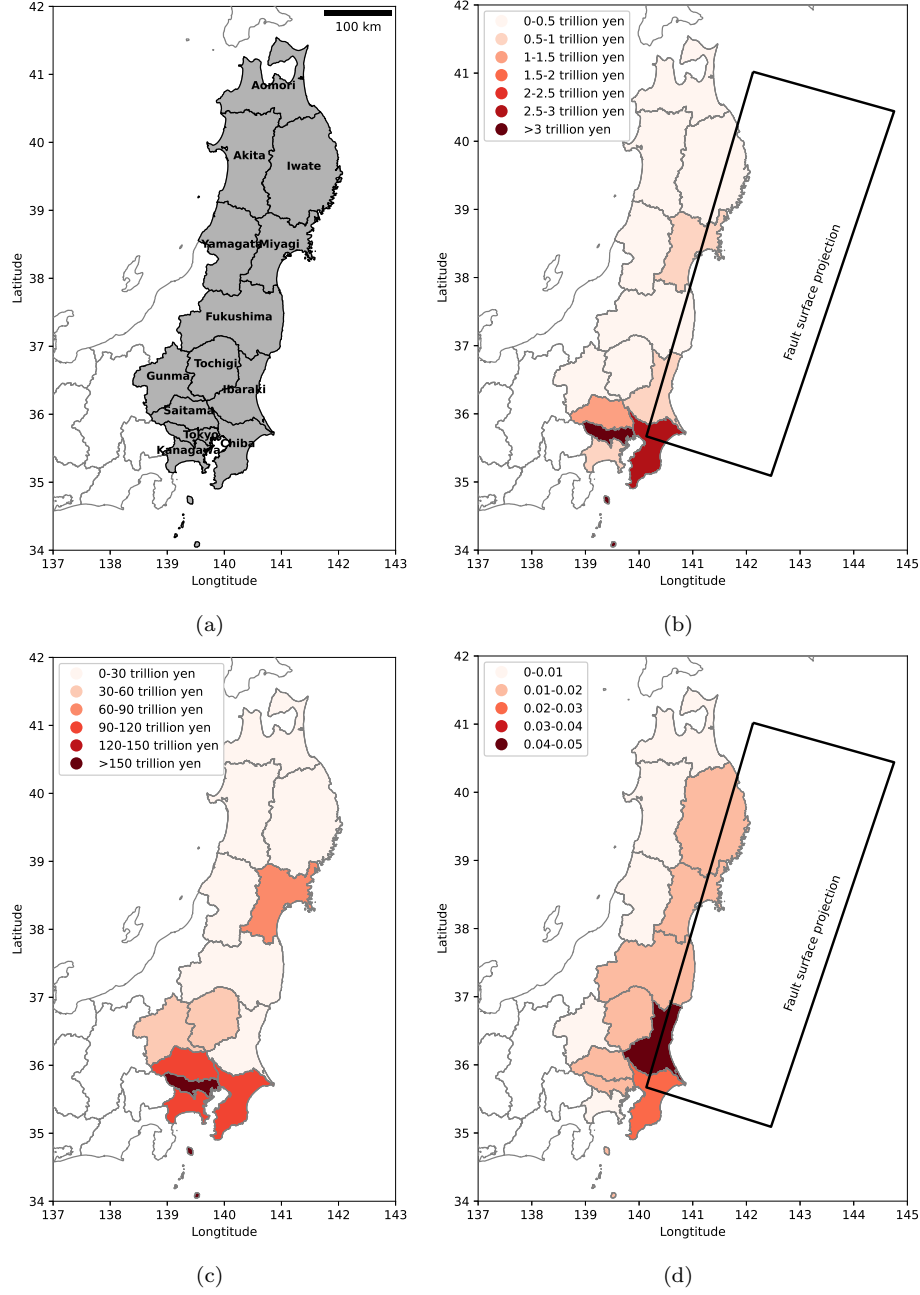 42
41
40
39
38
37
36
35
34
Latitude
100 km
Aomori
Akita
Iwate
Yamagata
Miyagi
Fukushima
Tochigi
Gunma
Ibaraki
Saitama
Tokyo
Chiba
Kanagawa
137 138 139 140 141 142 143
Longtitude
(a)
42
41
40
39
38
37
36
35
34
Latitude
0-0.5 trillion yen
0.5-1 trillion yen
1-1.5 trillion yen
1.5-2 trillion yen
2-2.5 trillion yen
2.5-3 trillion yen
>3 trillion yen
Fault surface projection
137 138 139 140 141 142 143 144 145
Longtitude
(b)
42
41
40
39
38
37
36
35
34
Latitude
0-30 trillion yen
30-60 trillion yen
60-90 trillion yen
90-120 trillion yen
120-150 trillion yen
>150 trillion yen
137 138 139 140 141 142 143
Longtitude
(c)
42
41
40
39
38
37
36
35
34
Latitude
0-0.01
0.01-0.02
0.02-0.03
0.03-0.04
0.04-0.05
Fault surface projection
137 138 139 140 141 142 143 144 145
Longtitude
(d)